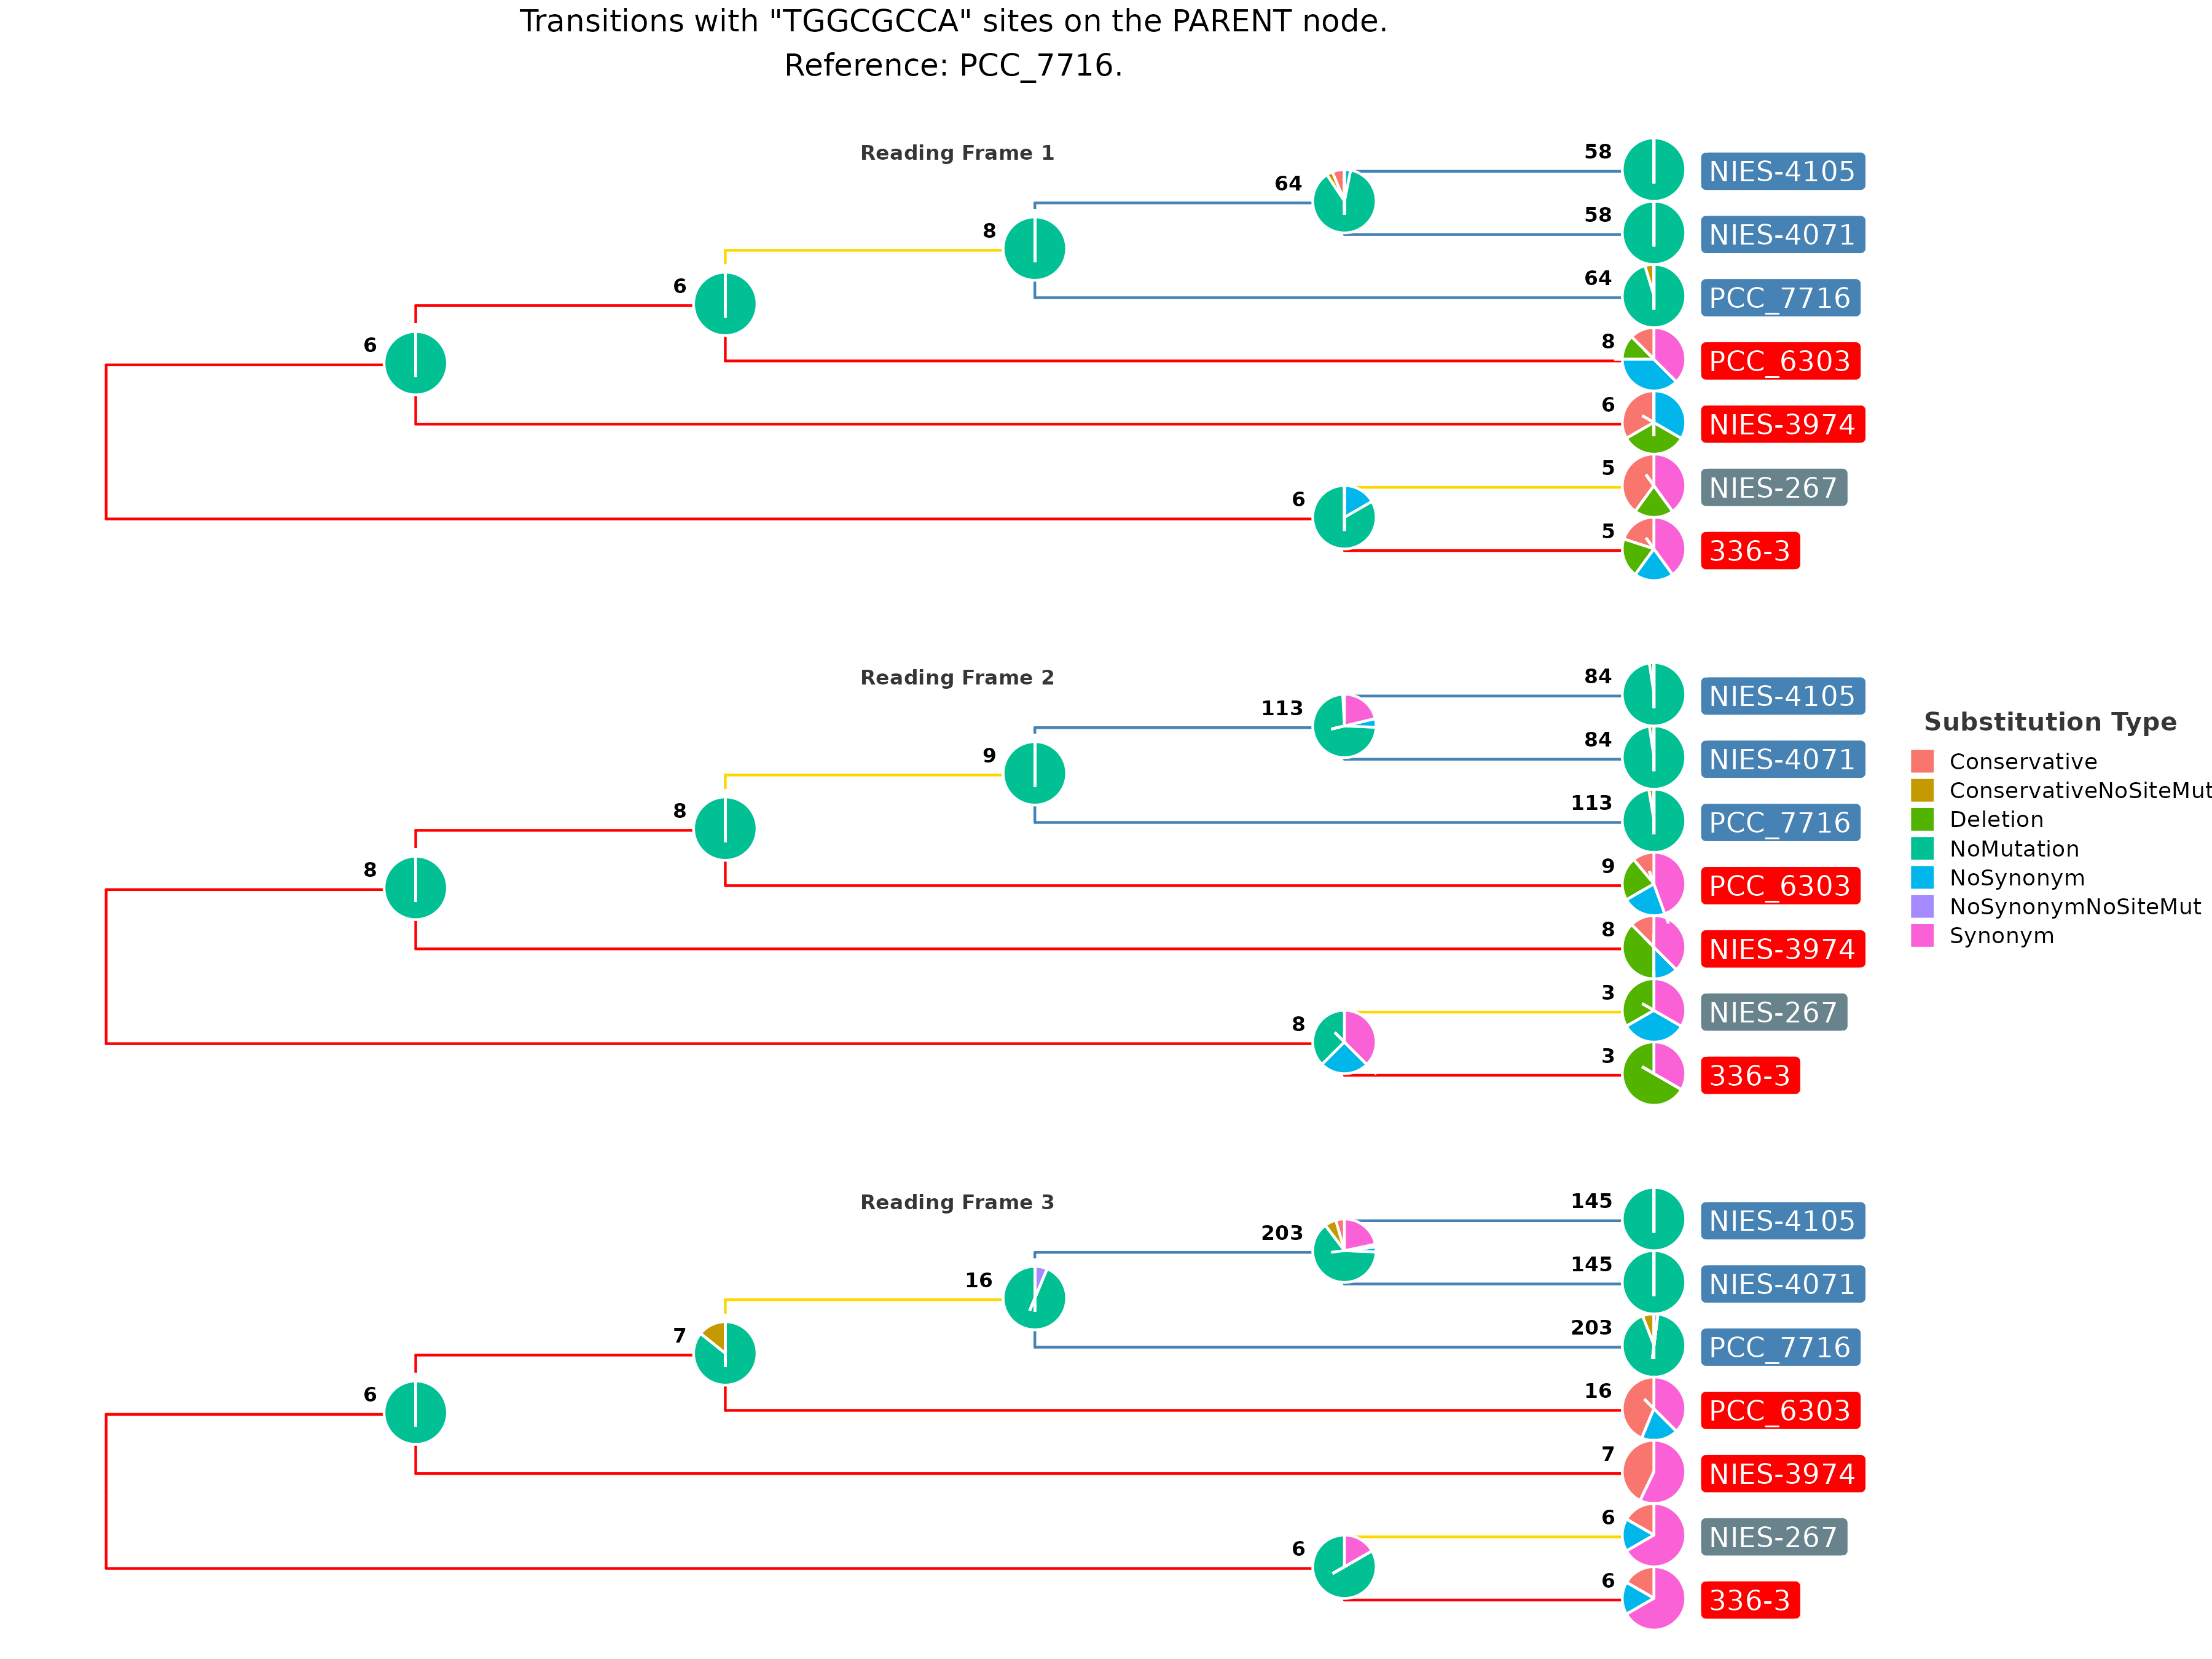 Transitions with "TGGCGCCA" sites on the PARENT node.
Reference: PCC_7716.
Reading Frame 1
58
NIES-4105
64
58
NIES-4071
8
64
PCC_7716
6
8
PCC_6303
6
6
NIES-3974
5
NIES-267
6
5
336-3
Reading Frame 2
84
NIES-4105
113
84
NIES-4071
9
113
PCC_7716
8
9
PCC_6303
8
8
NIES-3974
3
NIES-267
8
3
336-3
Substitution Type
Conservative
ConservativeNoSiteMut
Deletion
NoMutation
NoSynonym
NoSynonymNoSiteMut
Synonym
Reading Frame 3
145
NIES-4105
203
145
NIES-4071
16
203
PCC_7716
7
16
PCC_6303
6
7
NIES-3974
6
NIES-267
6
6
336-3